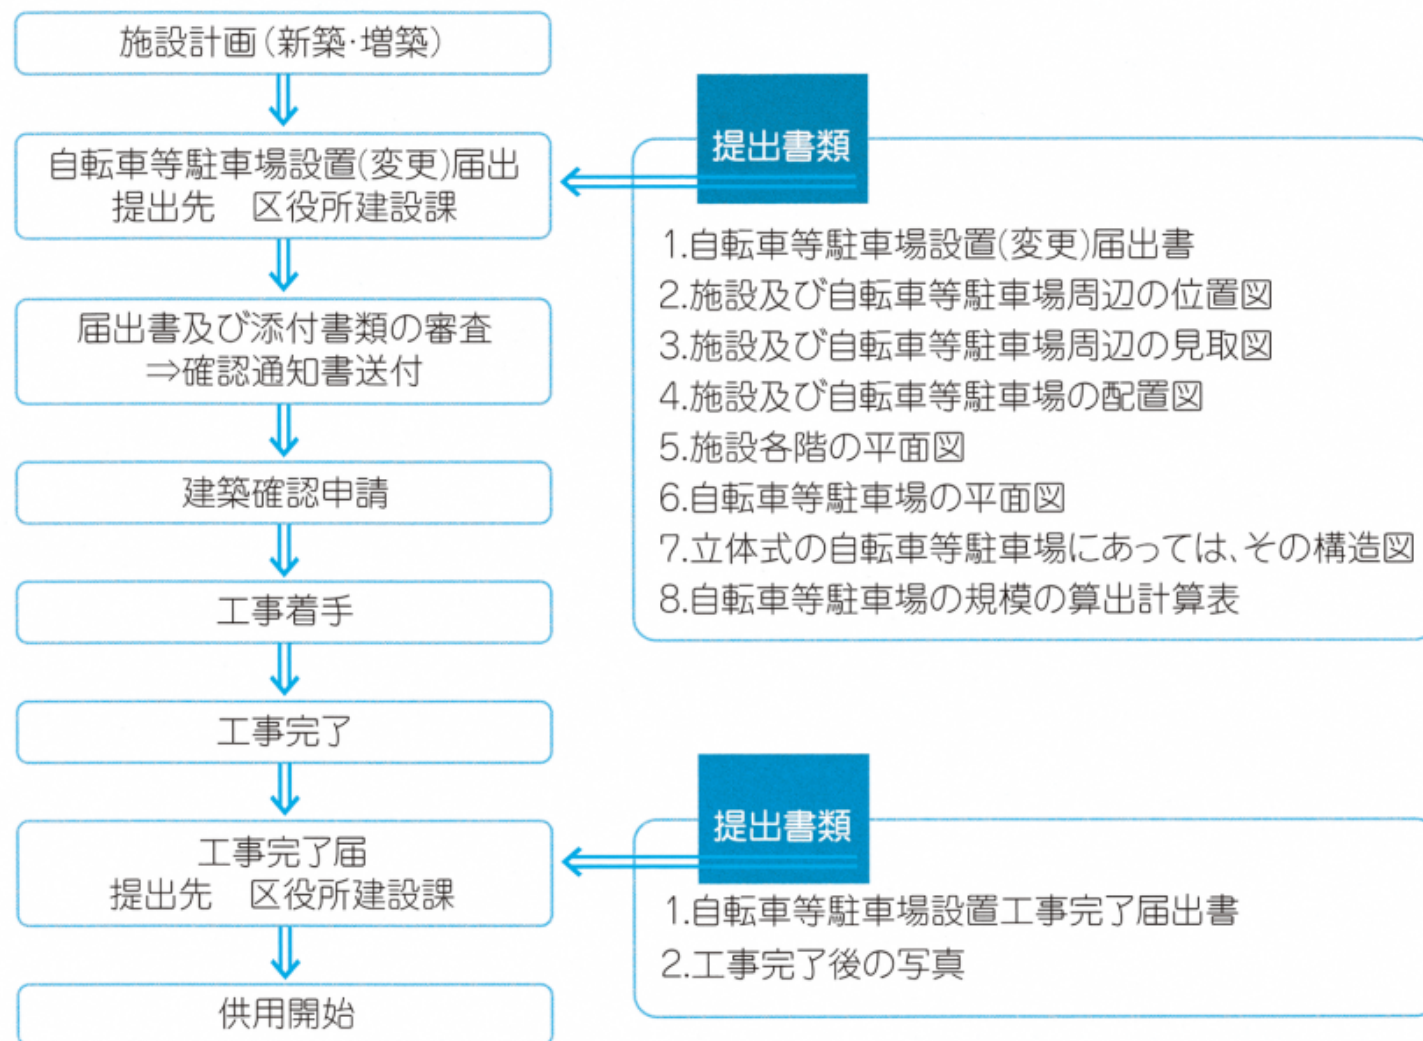 施設計画(新築・増築)
自転車等駐車場設置(変更)届出
提出先　区役所建設課
届出書及び添付書類の審査
⇒確認通知書送付
建築確認申請
工事着手
工事完了
工事完了届
提出先　区役所建設課
供用開始
提出書類
1.自転車等駐車場設置(変更)届出書
2.施設及び自転車等駐車場周辺の位置図
3.施設及び自転車等駐車場周辺の見取図
4.施設及び自転車等駐車場の配置図
5.施設各階の平面図
6.自転車等駐車場の平面図
7.立体式の自転車等駐車場にあっては、その構造図
8.自転車等駐車場の規模の算出計算表
提出書類
1.自転車等駐車場設置工事完了届出書
2.工事完了後の写真